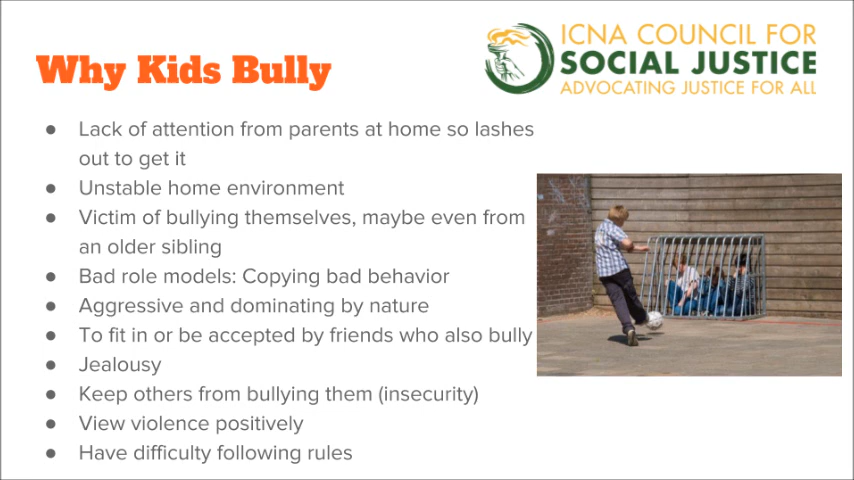 ICNA COUNCIL FOR
SOCIAL JUSTICE
ADVOCATING JUSTICE FOR ALL
Why Kids Bully
● Lack of attention from parents at home so lashes
out to get it
● Unstable home environment
● Victim of bullying themselves, maybe even from
an older sibling
● Bad role models: Copying bad behavior
● Aggressive and dominating by nature
● To fit in or be accepted by friends who also bully
● Jealousy
● Keep others from bullying them (insecurity)
● View violence positively
● Have difficulty following rules